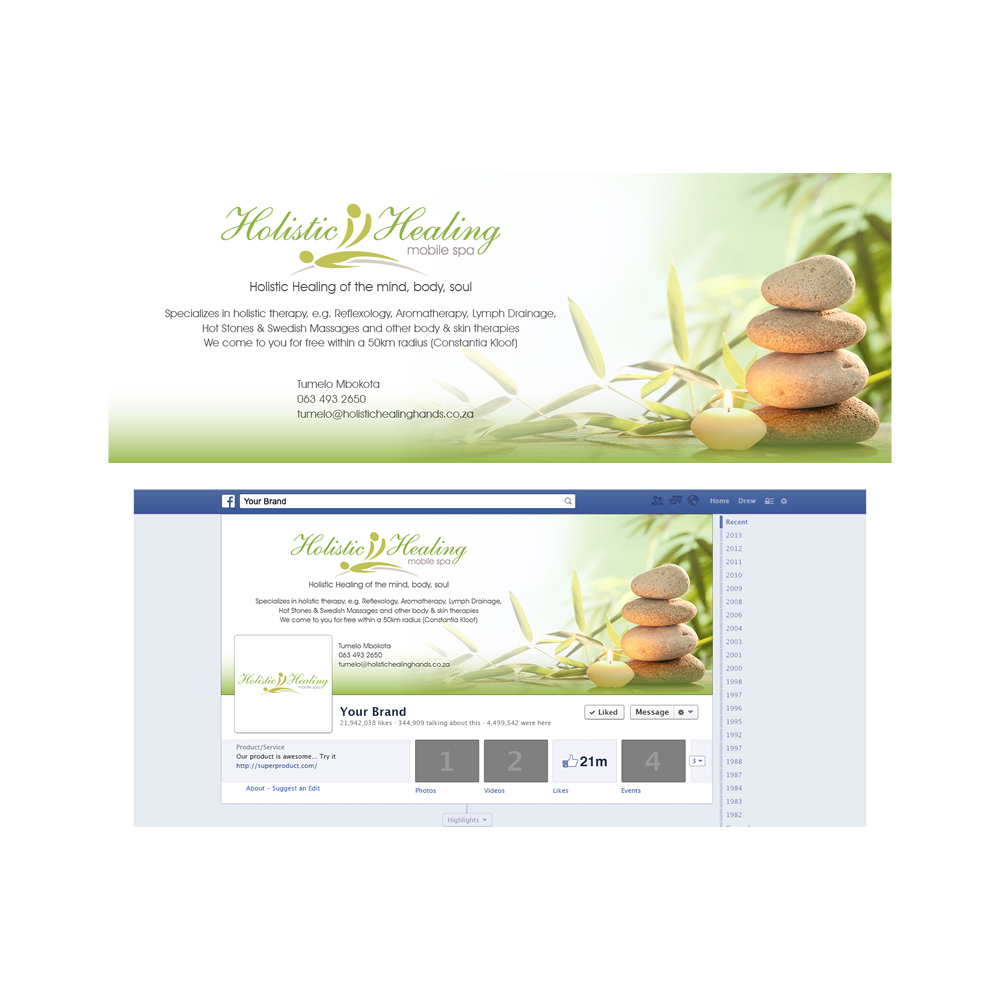 Holistic Healing
mobile spa
Holistic Healing of the mind, body, soul
Specializes in holistic therapy, e.g. Reflexology, Aromatherapy, Lymph Drainage,
Hot Stones & Swedish Massages and other body & skin therapies
We come to you for free within a 50km radius (Constantia Kloof)
Tumelo Mbokota
063 493 2650
tumelo@holistichealinghands.co.za
Your Brand
Home Drew
Holistic Healing
mobile spa
Holistic Healing of the mind, body, soul
Specializes in holistic therapy, e.g. Reflexology, Aromatherapy, Lymph Drainage,
Hot Stones & Swedish Massages and other body & skin therapies
We come to you for free within a 50km radius (Constantia Kloof)
Tumelo Mbokota
063 493 2650
tumelo@holistichealinghands.co.za
Holistic Healing
mobile spa
Your Brand
21,942,038 likes · 344,909 talking about this · 4,499,542 were here
Liked
Message
Product/Service
Our product is awesome... Try it
http://superproduct.com/
About – Suggest an Edit
1
2
21m
4
3
Photos
Videos
Likes
Events
Highlights
Recent
2013
2012
2011
2010
2009
2008
2006
2004
2003
2001
2000
1998
1997
1996
1995
1992
1997
1988
1987
1984
1983
1982